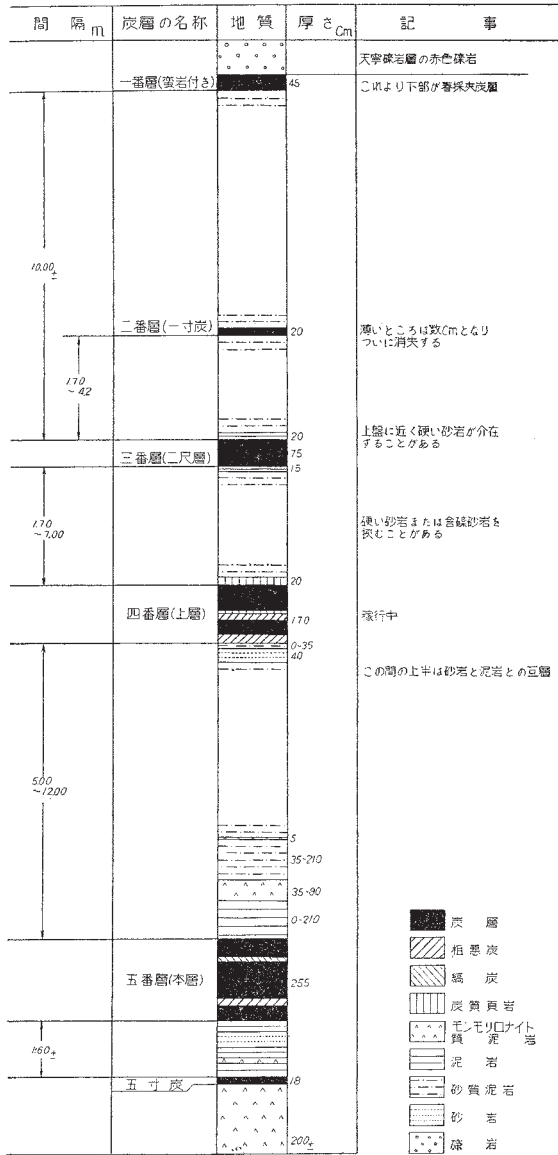 間 隔 m 炭層の名称 地 質 厚 さ Cm 記 事
天寧礫岩層の赤色礫岩
一番層(蛮岩付き) 45 これより下部が春採夾炭層
10.00±
二番層(一寸炭) 20 薄いところは数Cmとなり
ついに消失する
1.70
~4.2
20 上盤に近く硬い砂岩が介在
することがある
三番層(二尺層) 75
15
1.70
~7.00
硬い砂岩または含礫砂岩を
挟むことがある
20
四番層(上層) 170 稼行中
0~35
40
この間の上半は砂岩と泥岩との互層
5.00
~12.00
5
35~210
35~90
0~210
五番層(本層) 255
1.60±
五 寸 炭 18
200±
炭 層
粗 悪 炭
縞 炭
炭 質 頁 岩
モンモリロナイト
質 泥 岩
泥 岩
砂 質 泥 岩
砂 岩
礫 岩